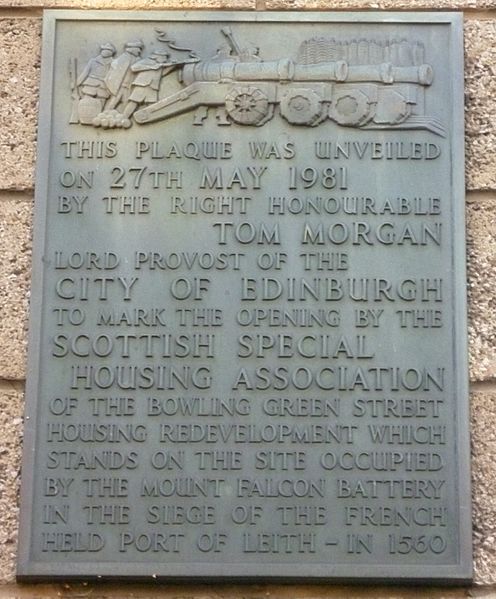 THIS PLAQUE WAS UNVEILED
ON 27TH MAY 1981
BY THE RIGHT HONOURABLE
TOM MORGAN
LORD PROVOST OF THE
CITY OF EDINBURGH
TO MARK THE OPENING BY THE
SCOTTISH SPECIAL
HOUSING ASSOCIATION
OF THE BOWLING GREEN STREET
HOUSING REDEVELOPMENT WHICH
STANDS ON THE SITE OCCUPIED
BY THE MOUNT FALCON BATTERY
IN THE SIEGE OF THE FRENCH
HELD PORT OF LEITH – IN 1560